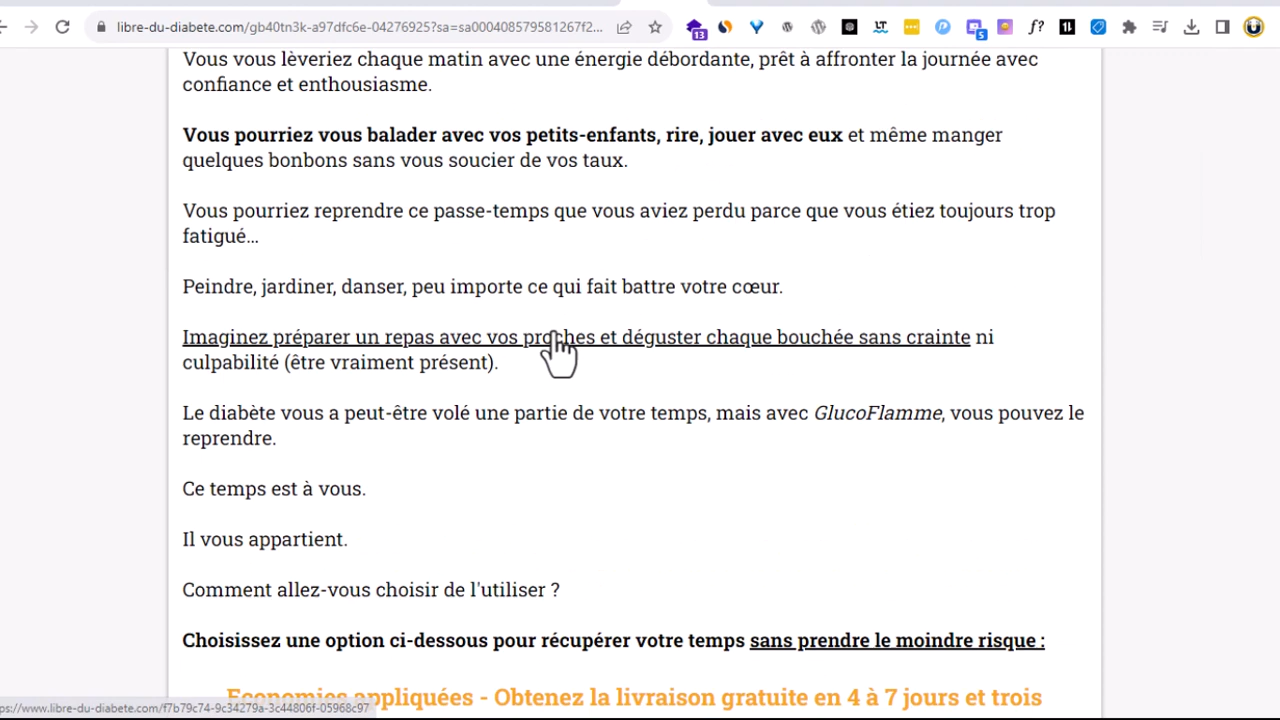 libre-du-diabete.com/gb40tn3k-a97dfc6e-04276925?sa=sa000408579581267f2...
13
LT
5
f?
Vous vous lèveriez chaque matin avec une énergie débordante, prêt à affronter la journée avec
confiance et enthousiasme.
Vous pourriez vous balader avec vos petits-enfants, rire, jouer avec eux et même manger
quelques bonbons sans vous soucier de vos taux.
Vous pourriez reprendre ce passe-temps que vous aviez perdu parce que vous étiez toujours trop
fatigué…
Peindre, jardiner, danser, peu importe ce qui fait battre votre cœur.
Imaginez préparer un repas avec vos proches et déguster chaque bouchée sans crainte ni
culpabilité (être vraiment présent).
Le diabète vous a peut-être volé une partie de votre temps, mais avec GlucoFlamme, vous pouvez le
reprendre.
Ce temps est à vous.
Il vous appartient.
Comment allez-vous choisir de l'utiliser ?
Choisissez une option ci-dessous pour récupérer votre temps sans prendre le moindre risque :
Economies appliquées - Obtenez la livraison gratuite en 4 à 7 jours et trois
ps://www.libre-du-diabete.com/f7b79c74-9c34279a-3c44806f-05968c97